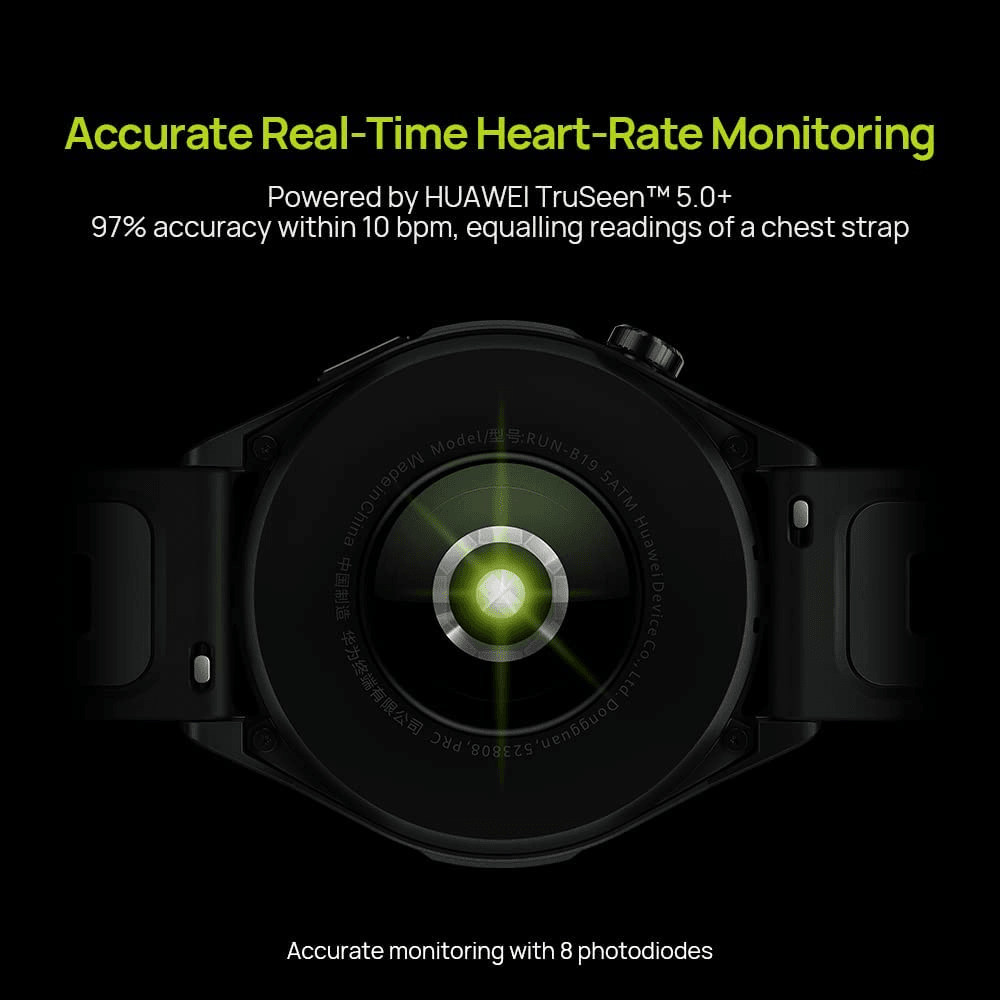 Accurate Real-Time Heart-Rate Monitoring
Powered by HUAWEI TruSeen™ 5.0+
97% accuracy within 10 bpm, equalling readings of a chest strap
Model/型号:RUN-B19 5ATM Huawei Device Co., Ltd. Dongguan, 523808, PRC
华为终端有限公司 中国制造 Made in China
Accurate monitoring with 8 photodiodes